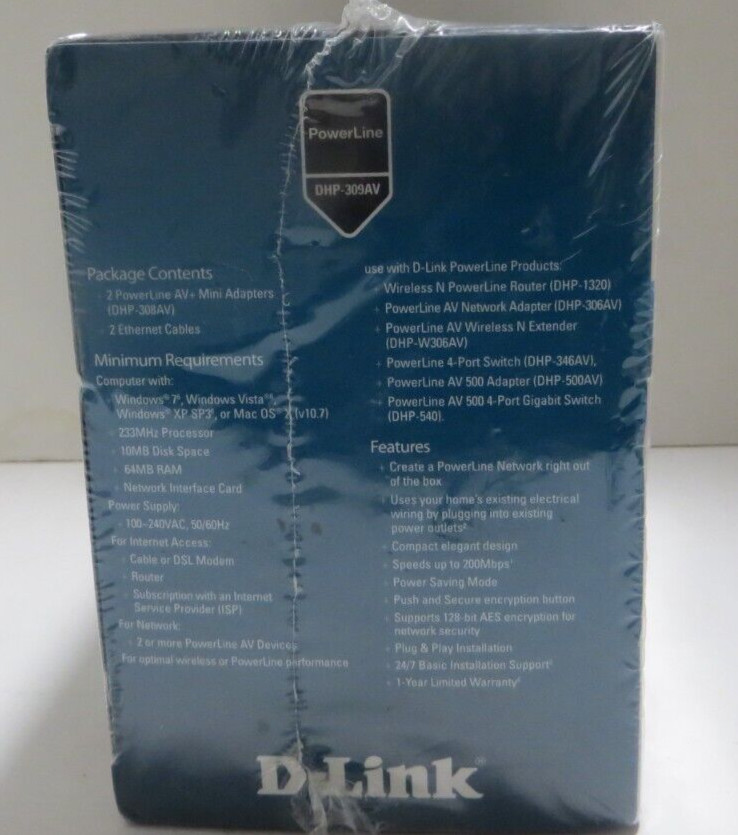 PowerLine
DHP-309AV
Package Contents
+ 2 PowerLine AV+ Mini Adapters
(DHP-308AV)
+ 2 Ethernet Cables
Minimum Requirements
Computer with:
+ Windows® 7¹, Windows Vista®¹,
Windows® XP SP3¹, or Mac OS® X (v10.7)
+ 233MHz Processor
+ 10MB Disk Space
+ 64MB RAM
+ Network Interface Card
Power Supply:
+ 100-240VAC, 50/60Hz
For Internet Access:
+ Cable or DSL Modem
+ Router
+ Subscription with an Internet
Service Provider (ISP)
For Network:
+ 2 or more PowerLine AV Devices
For optimal wireless or PowerLine performance
use with D-Link PowerLine Products:
+ Wireless N PowerLine Router (DHP-1320)
+ PowerLine AV Network Adapter (DHP-306AV)
+ PowerLine AV Wireless N Extender
(DHP-W306AV)
+ PowerLine 4-Port Switch (DHP-346AV),
+ PowerLine AV 500 Adapter (DHP-500AV)
+ PowerLine AV 500 4-Port Gigabit Switch
(DHP-540).
Features
+ Create a PowerLine Network right out
of the box
+ Uses your home's existing electrical
wiring by plugging into existing
power outlets²
+ Compact elegant design
+ Speeds up to 200Mbps¹
+ Power Saving Mode
+ Push and Secure encryption button
+ Supports 128-bit AES encryption for
network security
+ Plug & Play Installation
+ 24/7 Basic Installation Support
+ 1-Year Limited Warranty
D-Link®